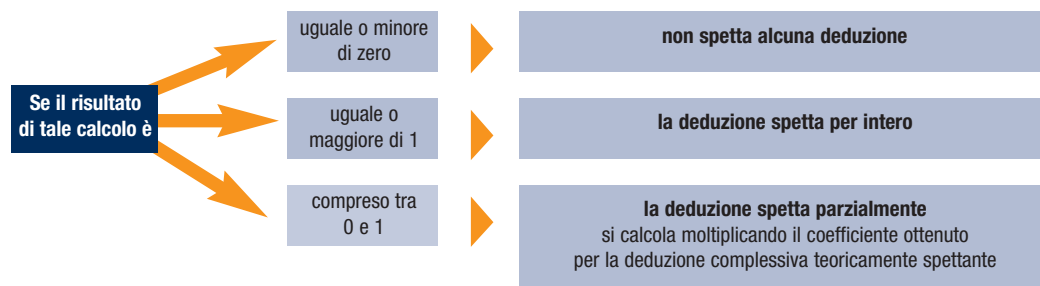 Se il risultato
di tale calcolo è
uguale o minore
di zero
non spetta alcuna deduzione
uguale o
maggiore di 1
la deduzione spetta per intero
compreso tra
0 e 1
la deduzione spetta parzialmente
si calcola moltiplicando il coefficiente ottenuto
per la deduzione complessiva teoricamente spettante